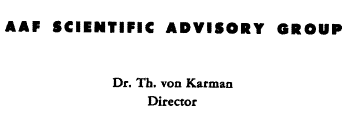 AAF SCIENTIFIC ADVISORY GROUP
Dr. Th. von Karman
Director